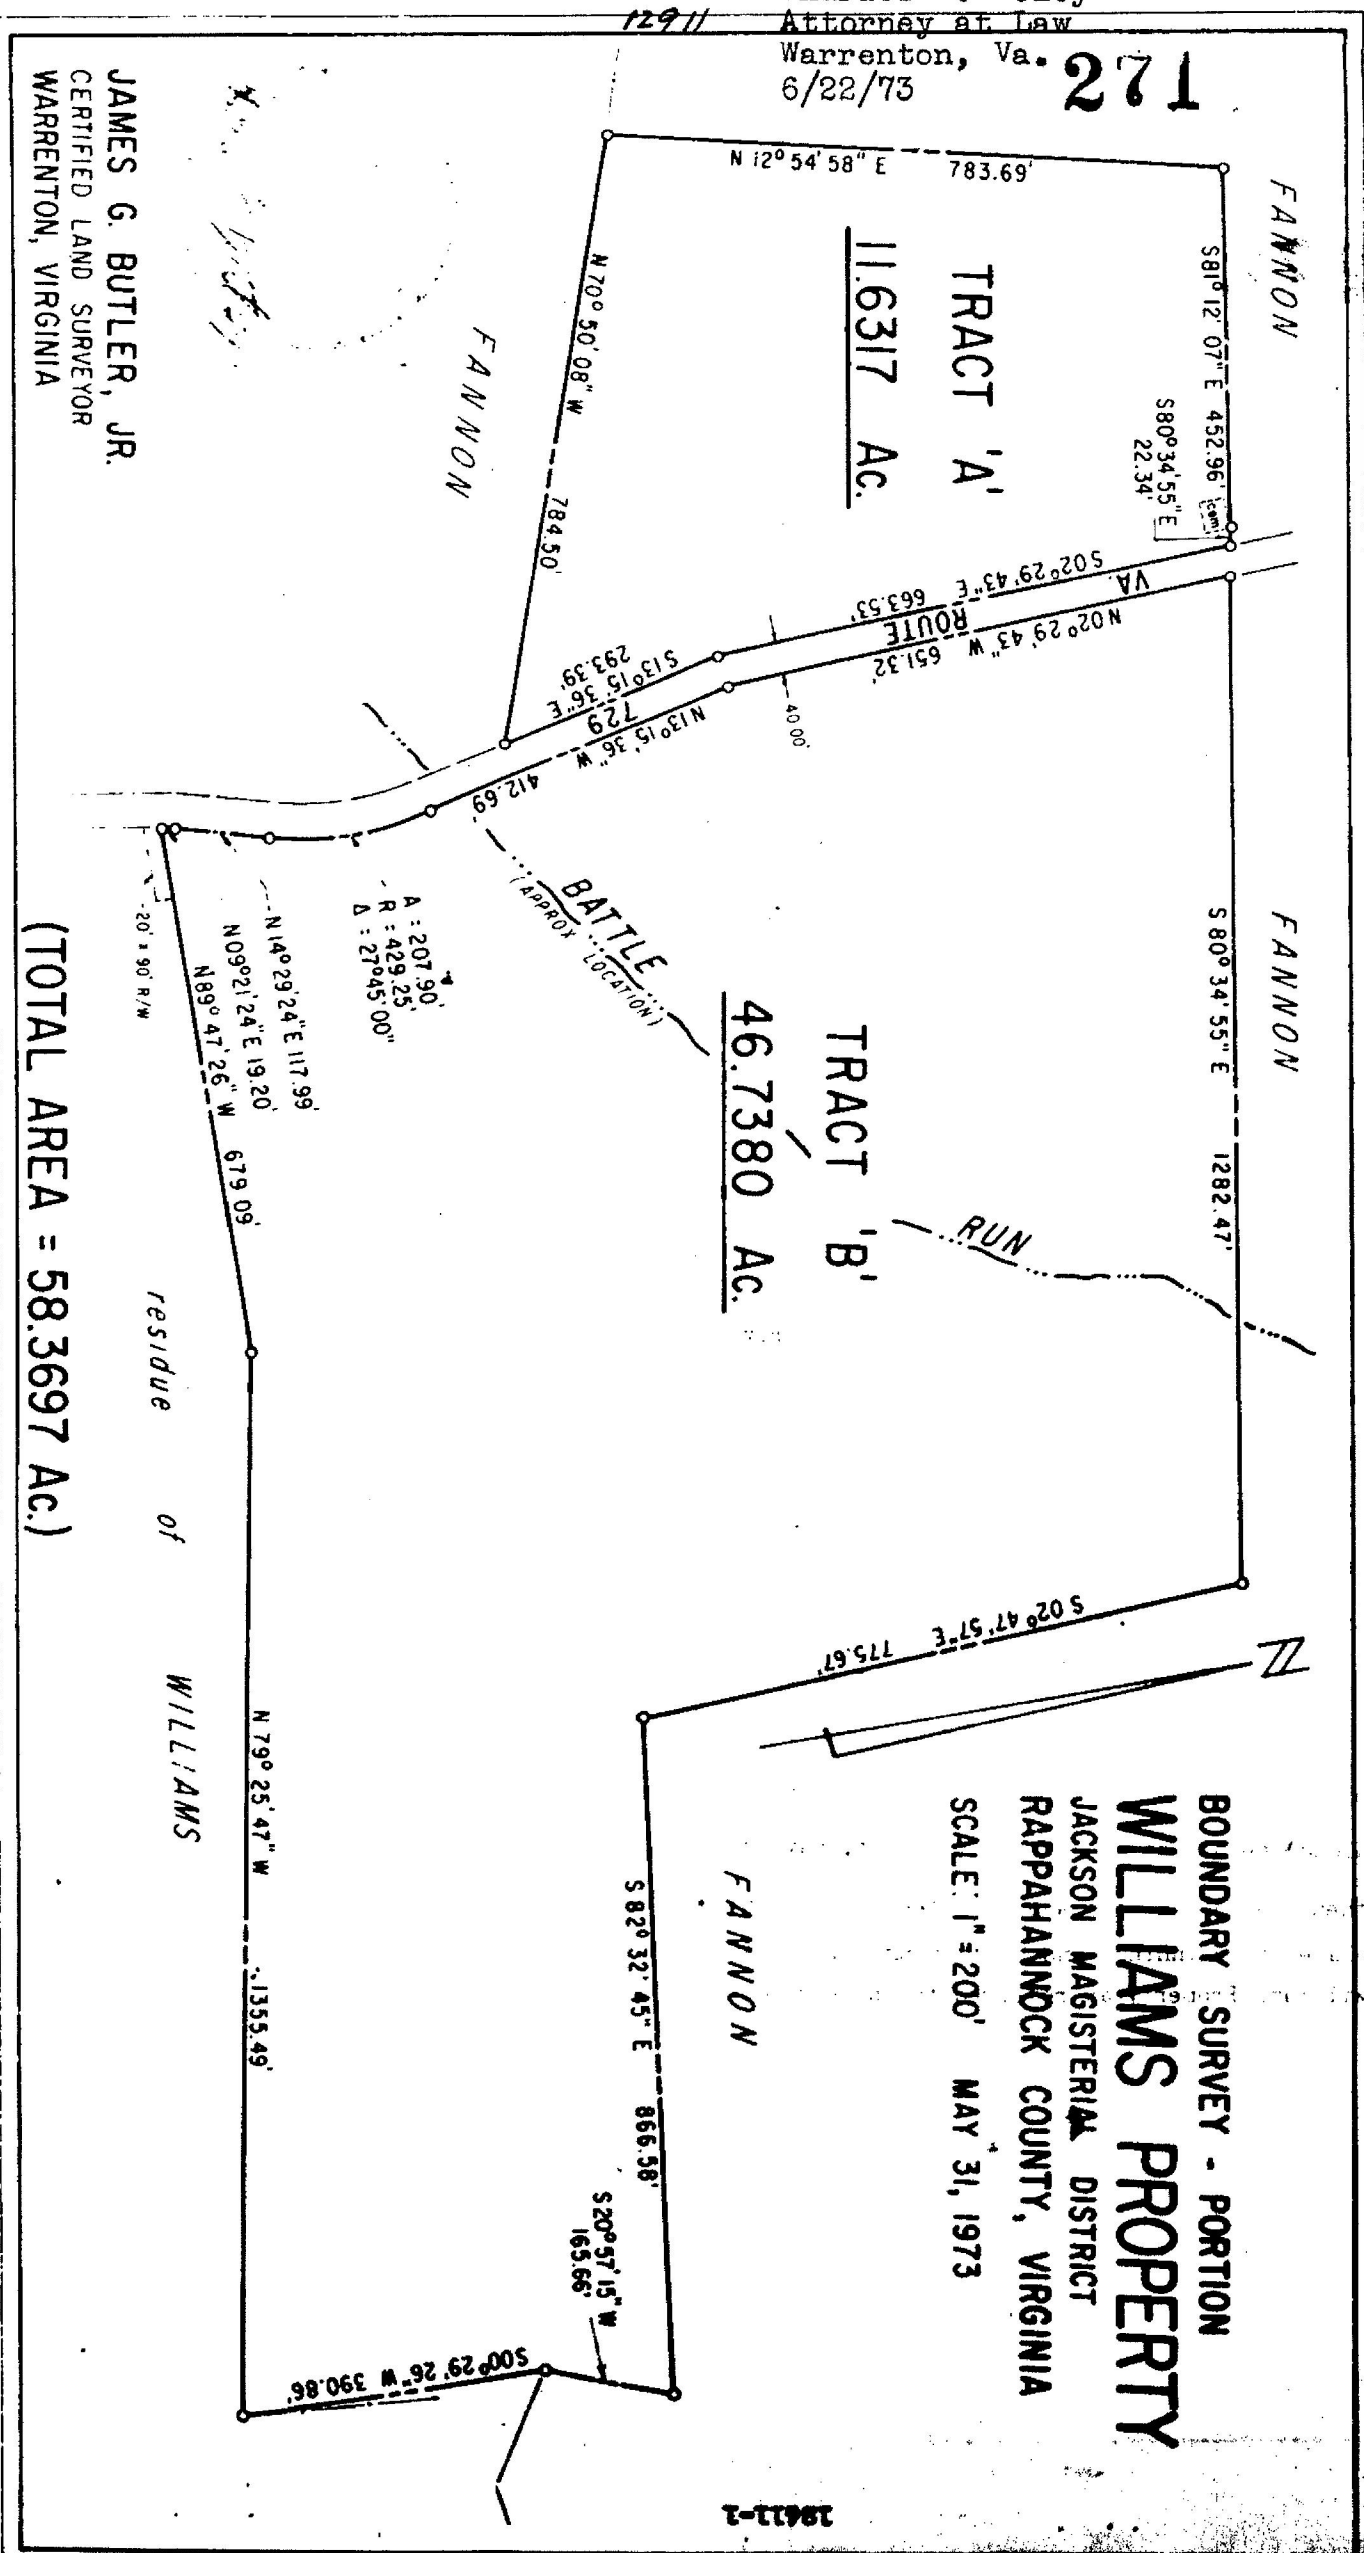 12911
Attorney at Law
Warrenton, Va.
6/22/73
271
BOUNDARY SURVEY - PORTION
WILLIAMS PROPERTY
JACKSON MAGISTERIAL DISTRICT
RAPPAHANNOCK COUNTY, VIRGINIA
SCALE: 1" = 200' MAY 31, 1973
FANNON
S81° 12' 07" E 452.96'
cem.
S80° 34' 55" E
22.34'
N 12° 54' 58" E 783.69'
TRACT 'A'
11.6317 Ac.
N 70° 50' 08" W 784.50'
FANNON
S02° 29' 43" E 663.53'
VA. ROUTE 729
N02° 29' 43" W 651.32'
40.00'
S13° 15' 36" E
293.39'
N13° 15' 36" W 412.69'
FANNON
S 80° 34' 55" E 1282.47'
TRACT 'B'
46.7380 Ac.
BATTLE RUN
(APPROX LOCATION)
A : 207.90'
R : 429.25'
Δ : 27° 45' 00"
N 14° 29' 24" E 117.99'
N 09° 21' 24" E 19.20'
N 89° 47' 26" W 679.09'
20' x 90' R/W
S 02° 47' 57" E 775.67'
FANNON
S 82° 32' 45" E 866.58'
S 20° 57' 15" W
165.66'
S00° 29' 26" W 390.86'
N 79° 25' 47" W 1355.49'
residue of WILLIAMS
(TOTAL AREA = 58.3697 Ac.)
JAMES G. BUTLER, JR.
CERTIFIED LAND SURVEYOR
WARRENTON, VIRGINIA